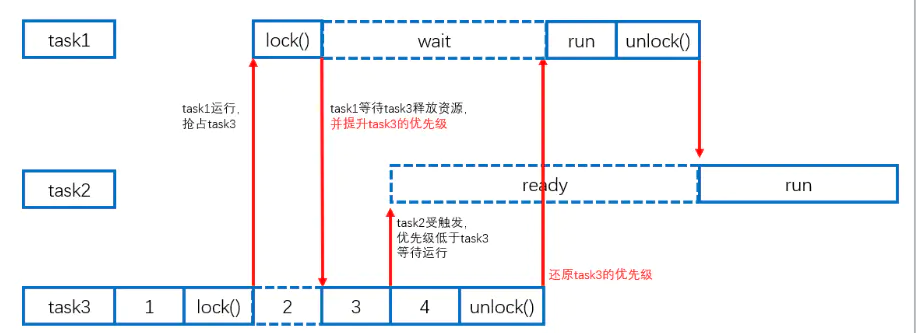 task1
lock()
wait
run
unlock()
task1运行，
抢占task3
task1等待task3释放资源，
并提升task3的优先级
task2
ready
run
task2受触发，
优先级低于task3
等待运行
还原task3的优先级
task3
1
lock()
2
3
4
unlock()